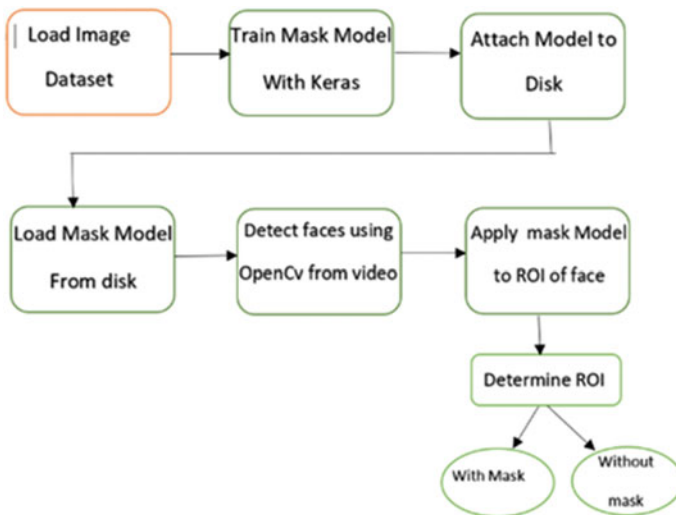 Load Image
Dataset
Train Mask Model
With Keras
Attach Model to
Disk
Load Mask Model
From disk
Detect faces using
OpenCv from video
Apply mask Model
to ROI of face
Determine ROI
With Mask
Without
mask